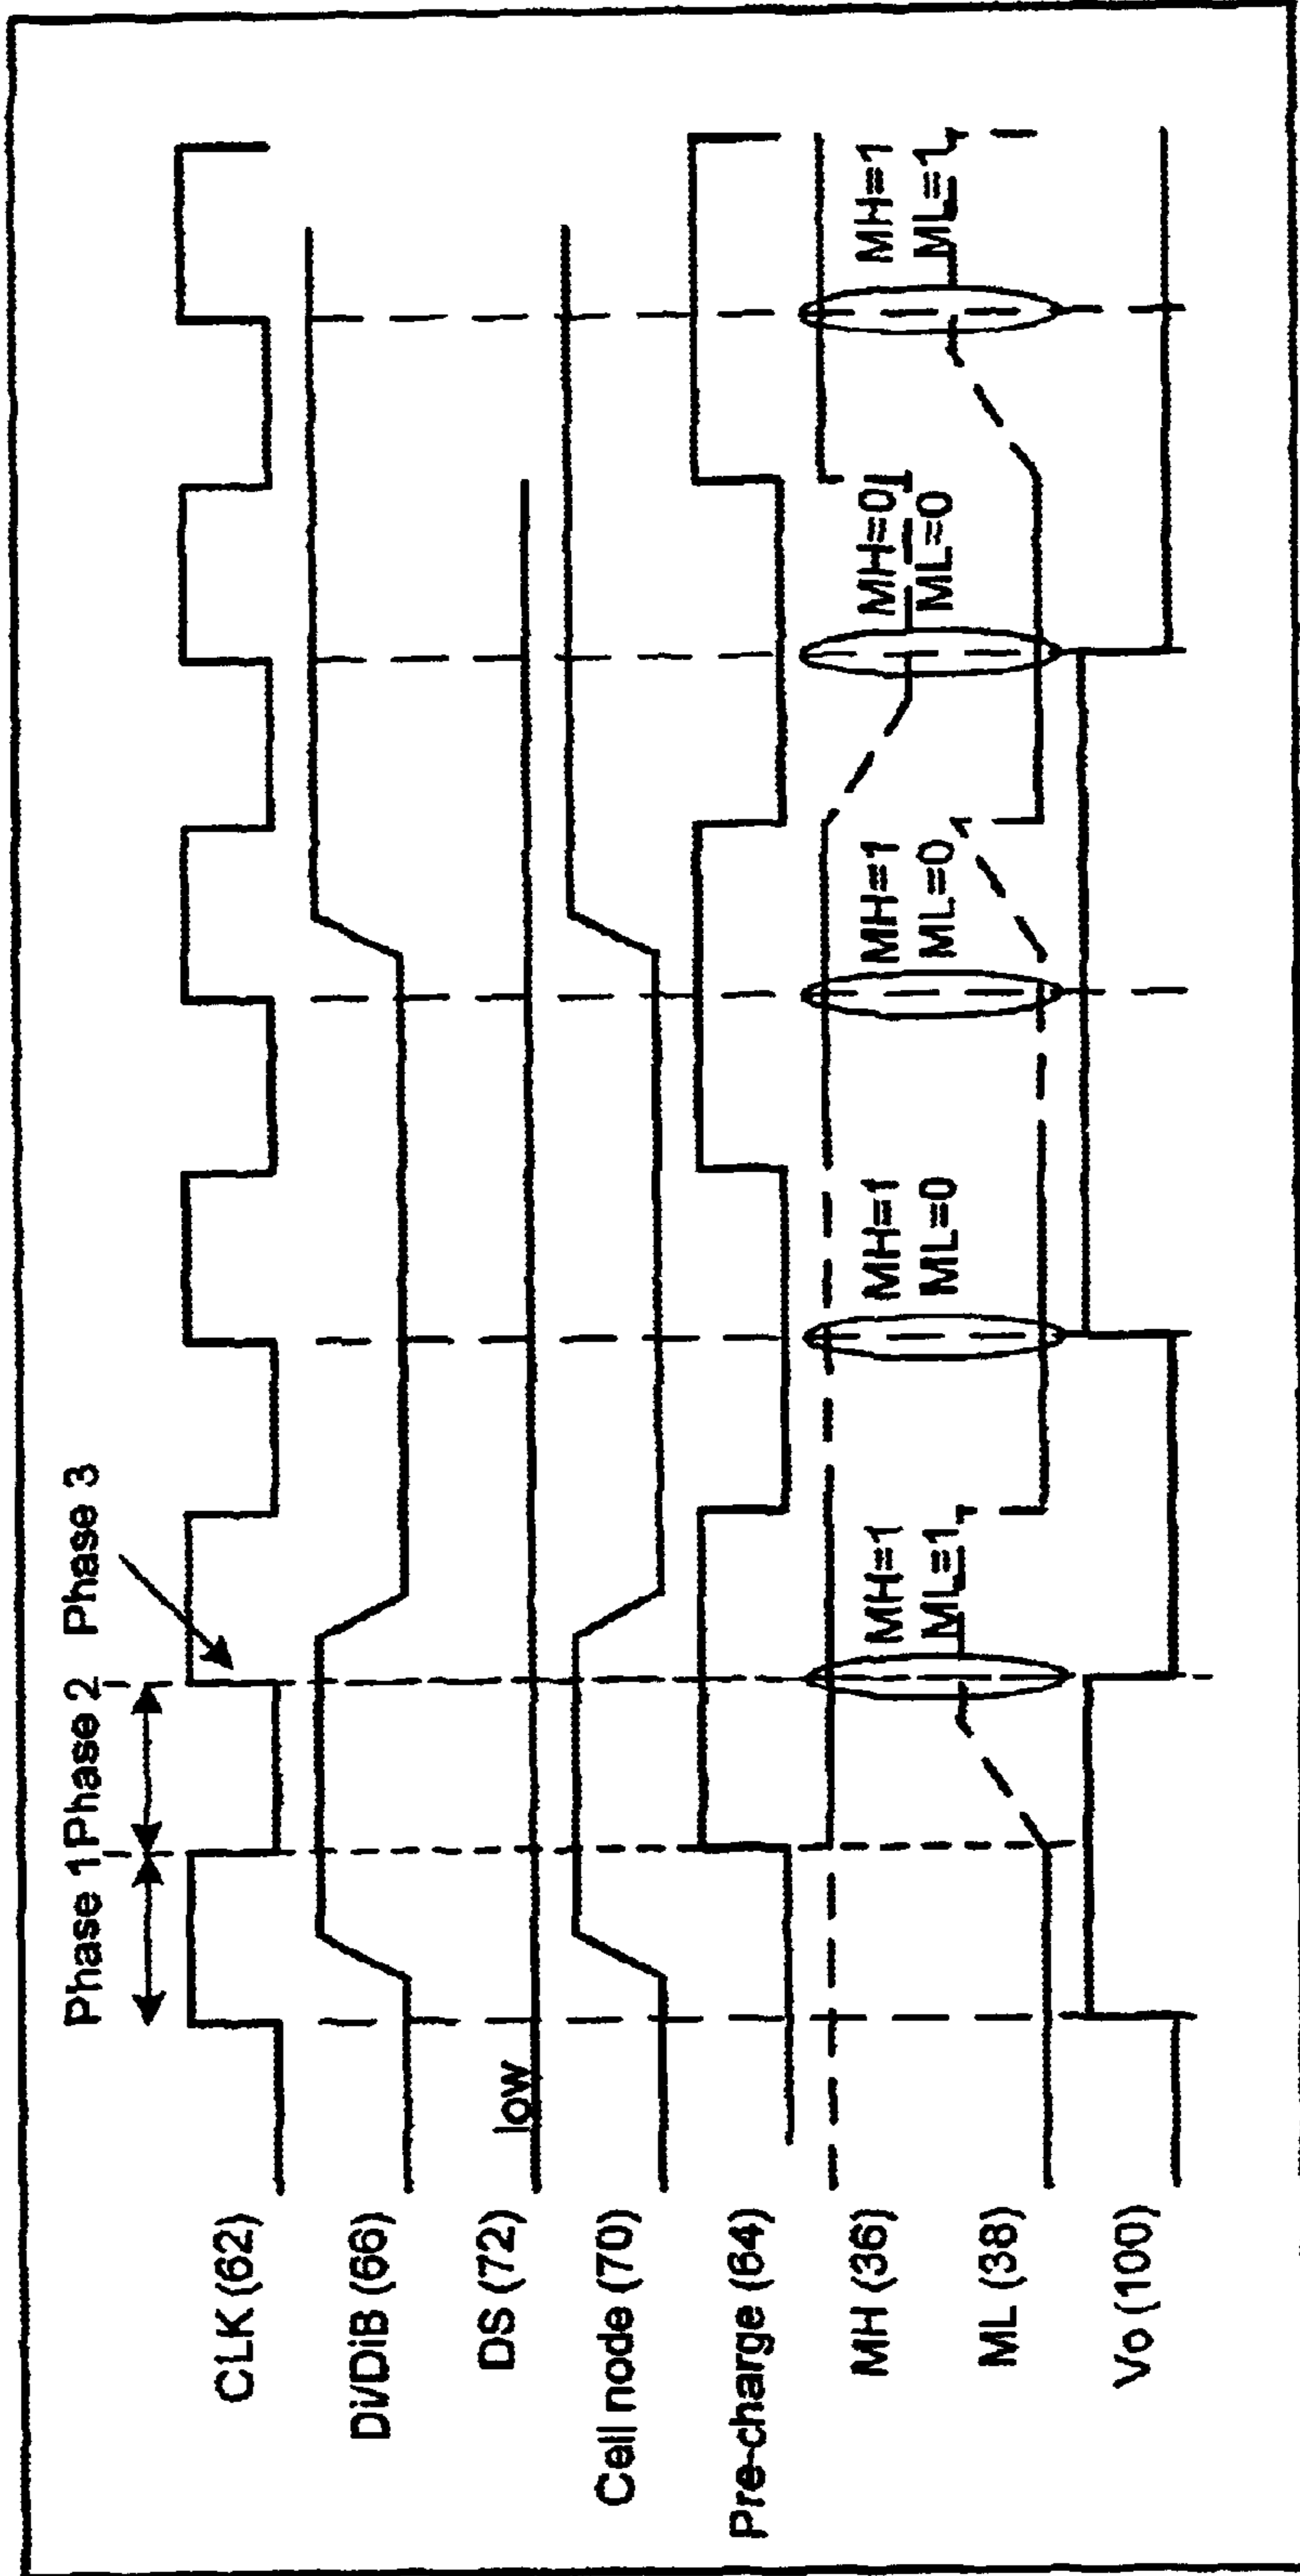 Phase 1 Phase 2 Phase 3
CLK (62)
Di/DiB (66)
DS (72)
low
Cell node (70)
Pre-charge (64)
MH (36)
ML (38)
MH=1
ML=1
MH=1
ML=0
MH=1
ML=0
MH=0
ML=0
MH=1
ML=1
Vo (100)